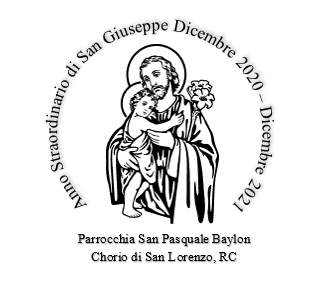 Anno Straordinario di San Giuseppe Dicembre 2020 – Dicembre 2021
Parrocchia San Pasquale Baylon
Chorio di San Lorenzo, RC